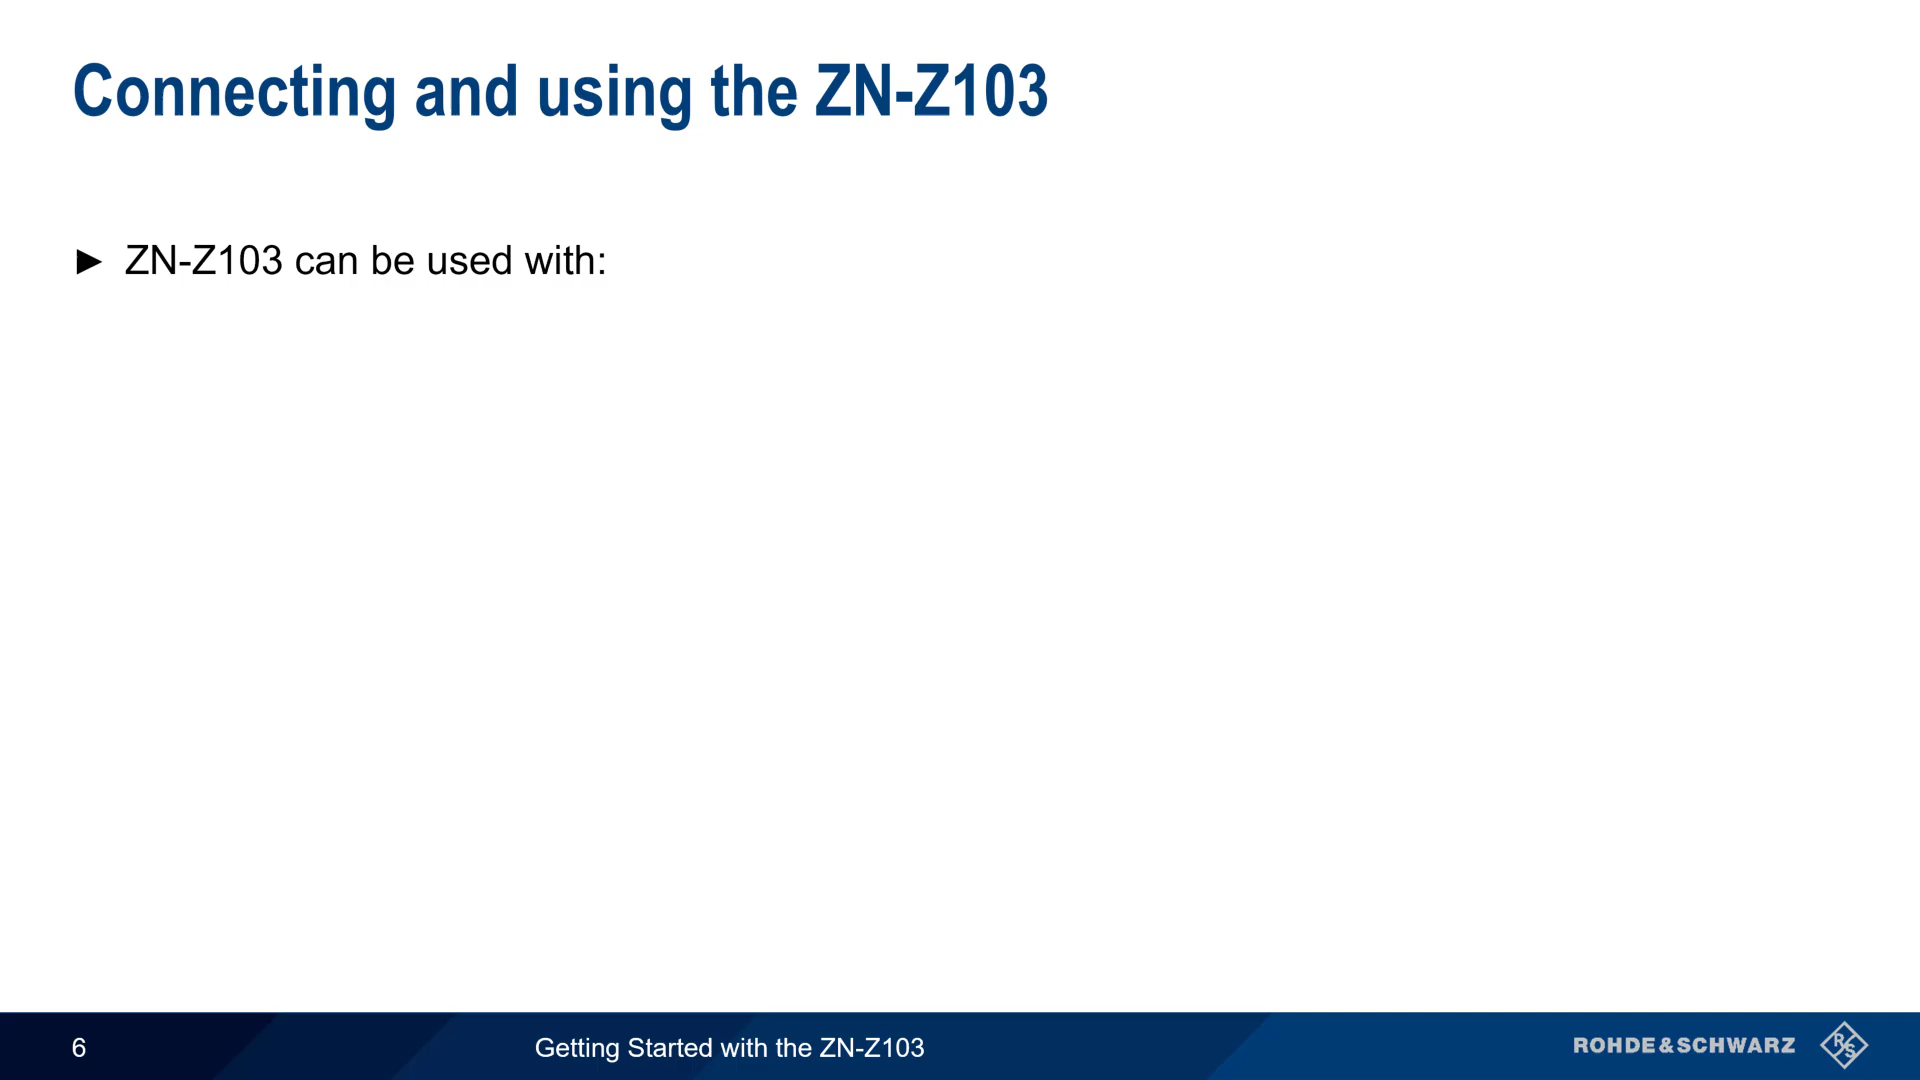 Connecting and using the ZN-Z103
► ZN-Z103 can be used with:
6
Getting Started with the ZN-Z103
ROHDE&SCHWARZ
R&S